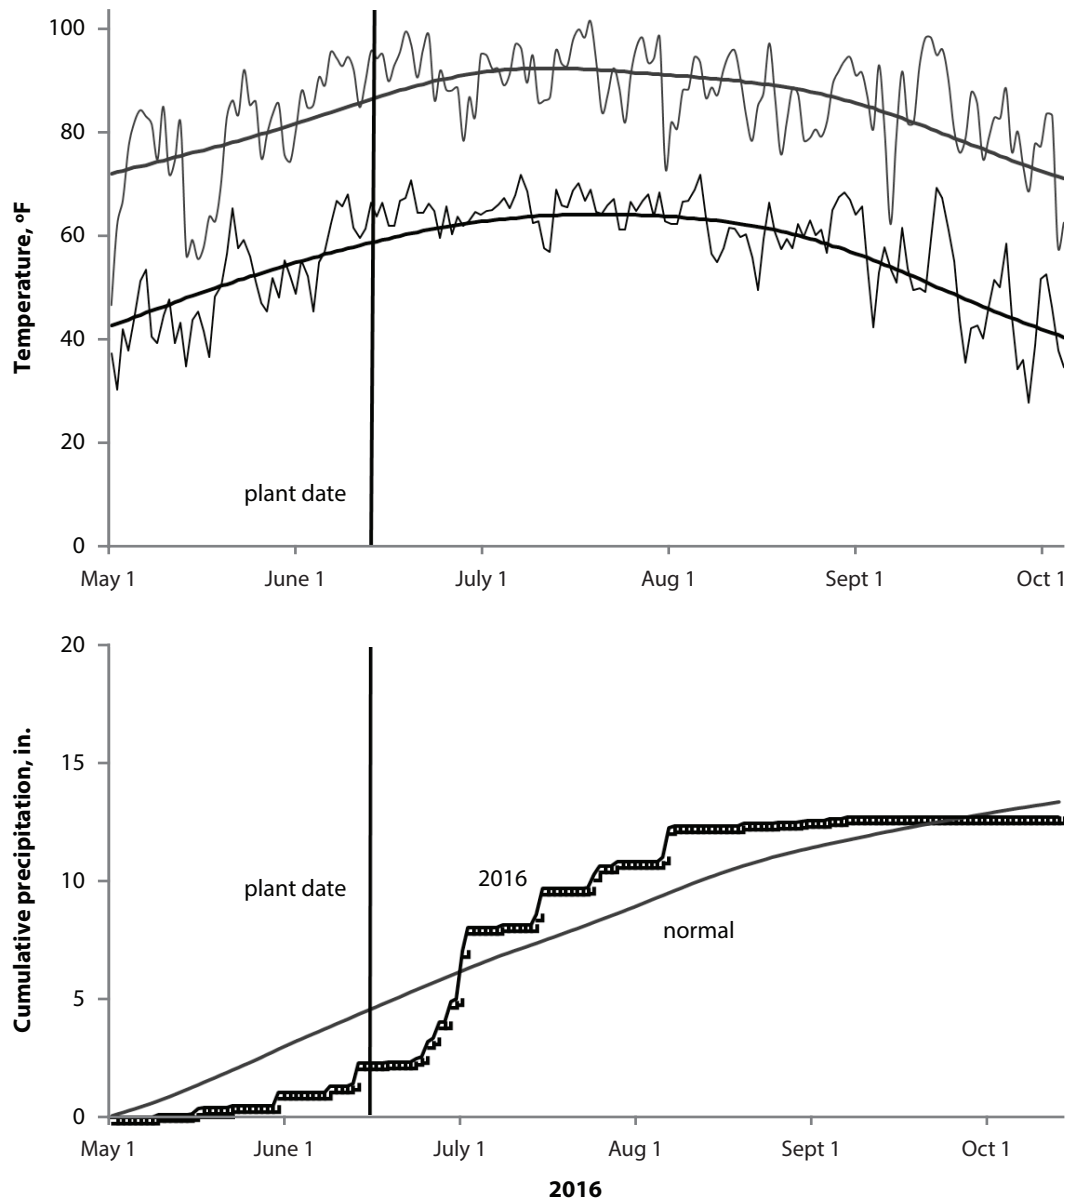 100
80
60
40
20
0
Temperature, ºF
plant date
May 1
June 1
July 1
Aug 1
Sept 1
Oct 1
20
15
10
5
0
Cumulative precipitation, in.
plant date
2016
normal
May 1
June 1
July 1
Aug 1
Sept 1
Oct 1
2016